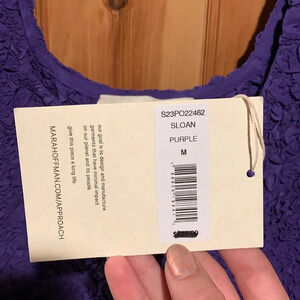 S23PO22462
SLOAN
PURPLE
M
our goal is to design and manufacture
garments that have minimal impact
on our planet and its people.
give this piece a long life.
MARAHOFFMAN.COM/APPROACH